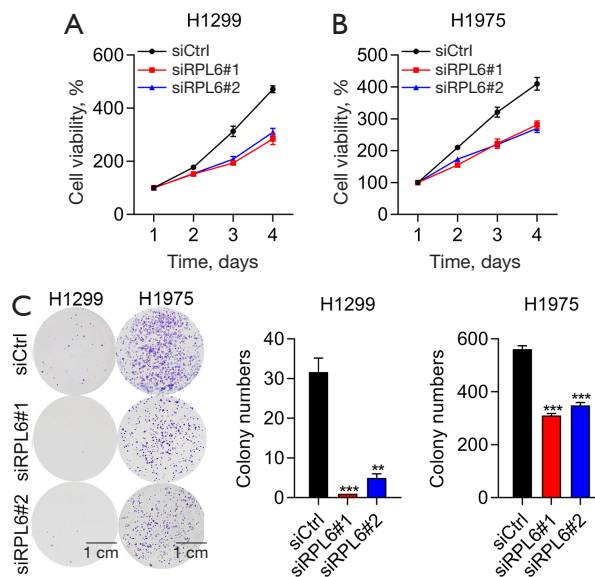 A
H1299
siCtrl
siRPL6#1
siRPL6#2
Cell viability, %
600
400
200
0
1 2 3 4
Time, days
B
H1975
siCtrl
siRPL6#1
siRPL6#2
Cell viability, %
500
400
300
200
100
0
1 2 3 4
Time, days
C
H1299 H1975
siCtrl
siRPL6#1
siRPL6#2
1 cm 1 cm
H1299
Colony numbers
40
30
20
10
0
*** **
siCtrl
siRPL6#1
siRPL6#2
H1975
Colony numbers
600
400
200
0
*** ***
siCtrl
siRPL6#1
siRPL6#2